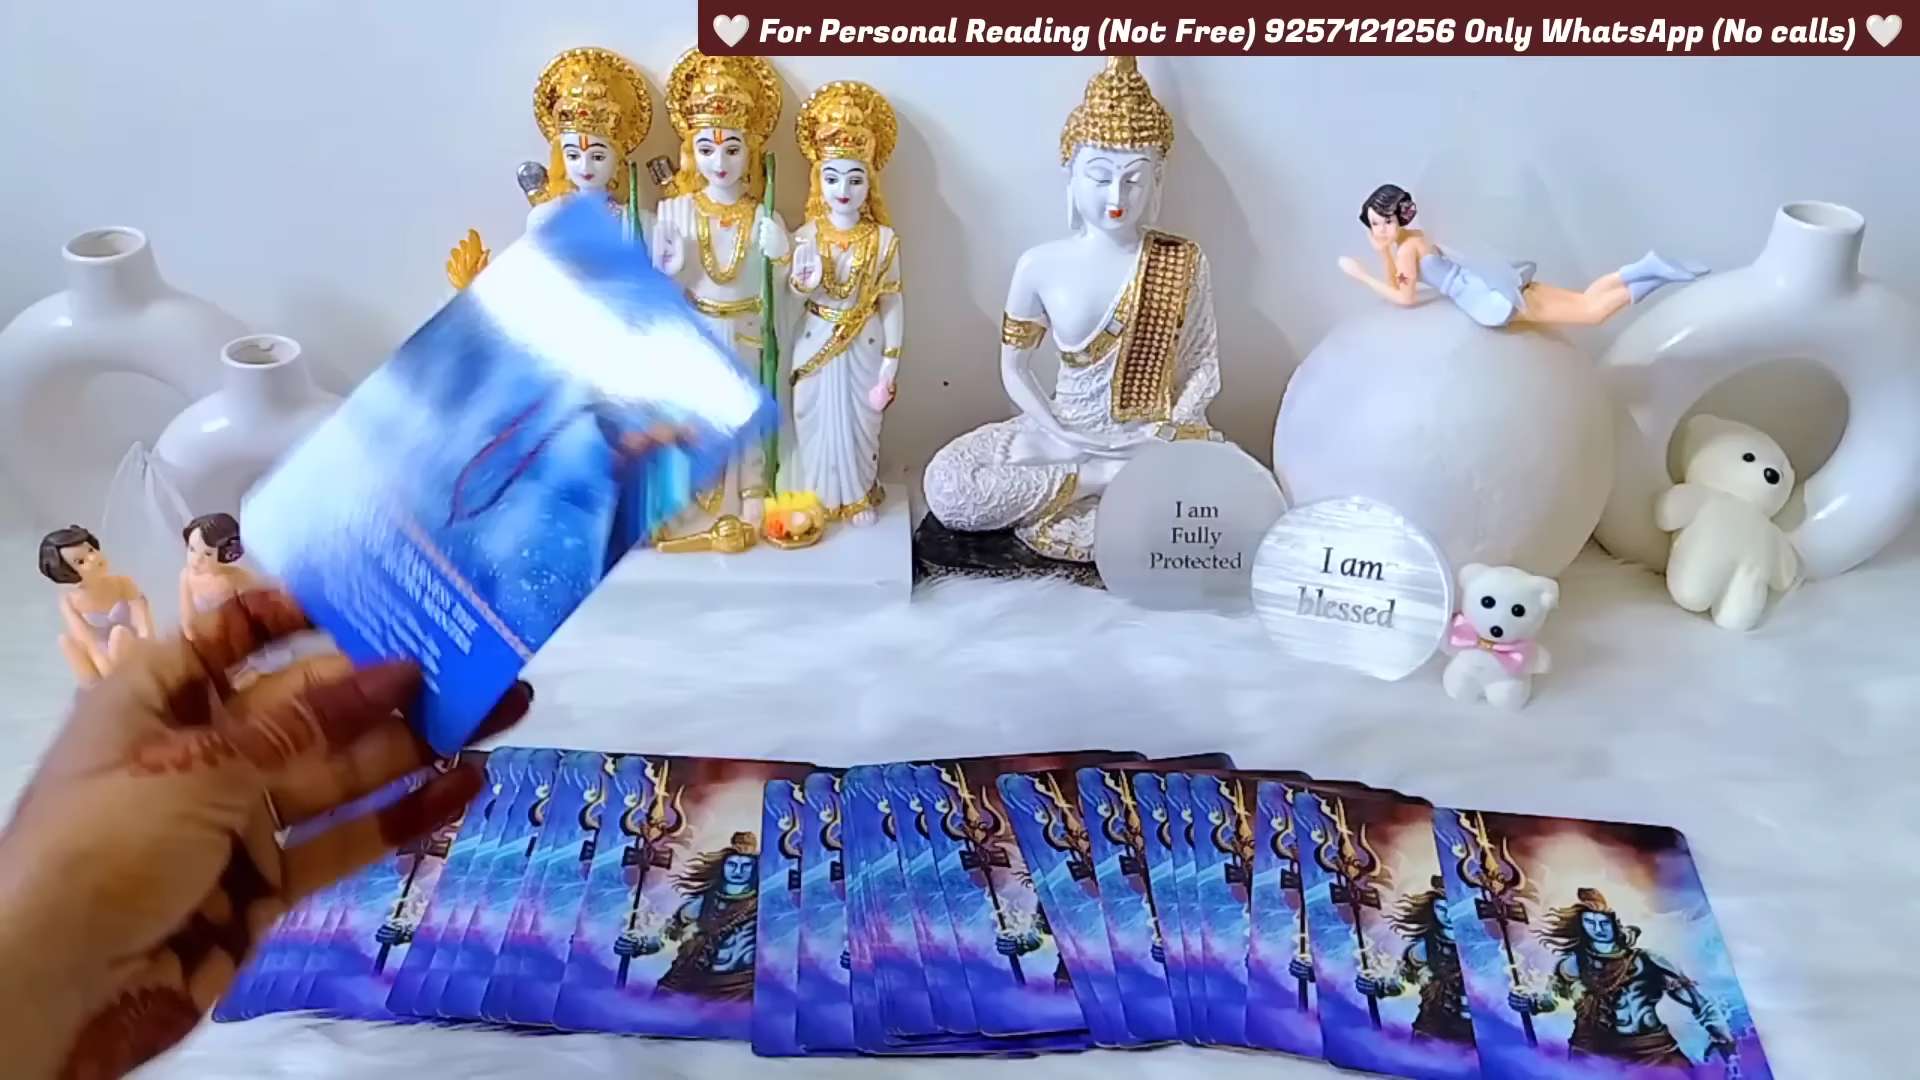 🤍 For Personal Reading (Not Free) 9257121256 Only WhatsApp (No calls) 🤍
I am
Fully
Protected
I am
blessed